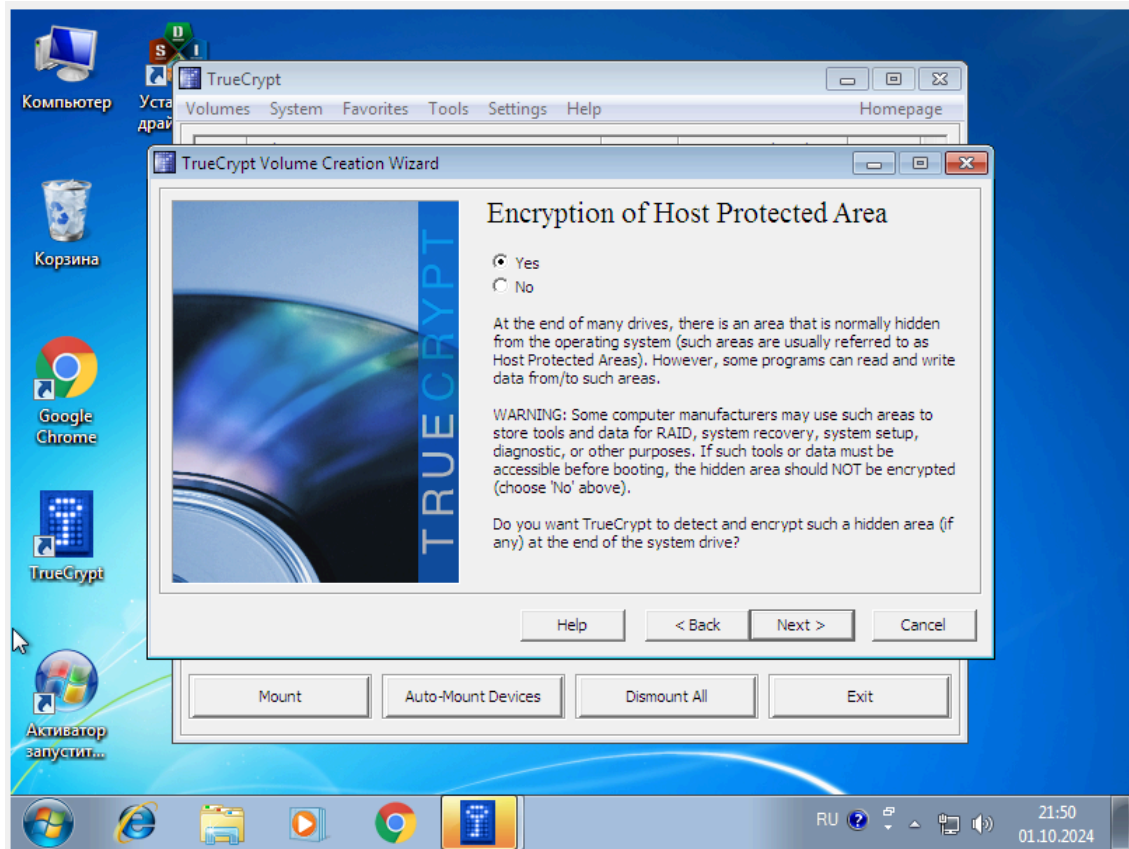 D
S I
Компьютер
Уста
драй
TrueCrypt
Volumes System Favorites Tools Settings Help Homepage
TrueCrypt Volume Creation Wizard
Encryption of Host Protected Area
Yes
No
At the end of many drives, there is an area that is normally hidden
from the operating system (such areas are usually referred to as
Host Protected Areas). However, some programs can read and write
data from/to such areas.
WARNING: Some computer manufacturers may use such areas to
store tools and data for RAID, system recovery, system setup,
diagnostic, or other purposes. If such tools or data must be
accessible before booting, the hidden area should NOT be encrypted
(choose 'No' above).
Do you want TrueCrypt to detect and encrypt such a hidden area (if
any) at the end of the system drive?
TRUECRYPT
Help < Back Next > Cancel
Корзина
Google
Chrome
TrueCrypt
Активатор
запустит...
Mount Auto-Mount Devices Dismount All Exit
RU
21:50
01.10.2024